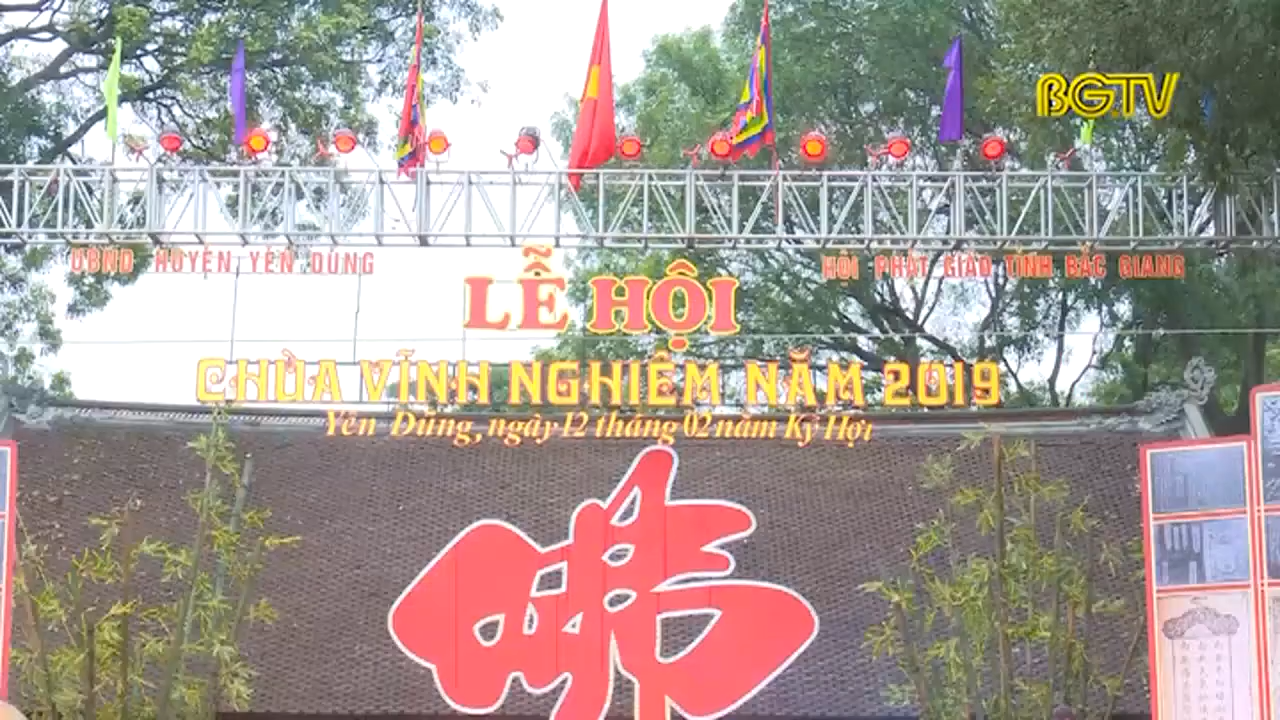 BGTV
UBND HUYỆN YÊN DŨNG
HỘI PHẬT GIÁO TỈNH BẮC GIANG
LỄ HỘI
CHÙA VĨNH NGHIÊM NĂM 2019
Yên Dũng, ngày 12 tháng 02 năm Kỷ Hợi
佛